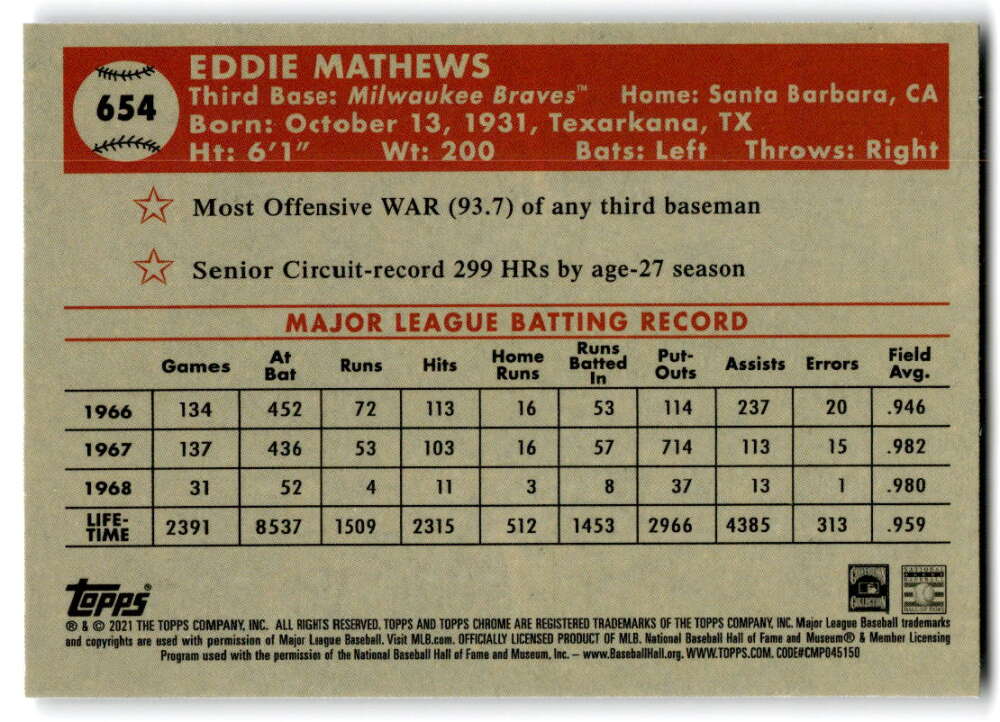 654
EDDIE MATHEWS
Third Base: Milwaukee Braves™ Home: Santa Barbara, CA
Born: October 13, 1931, Texarkana, TX
Ht: 6'1" Wt: 200 Bats: Left Throws: Right
Most Offensive WAR (93.7) of any third baseman
Senior Circuit-record 299 HRs by age-27 season
MAJOR LEAGUE BATTING RECORD
Games At Bat Runs Hits Home Runs Runs Batted In Put-Outs Assists Errors Field Avg.
1966 134 452 72 113 16 53 114 237 20 .946
1967 137 436 53 103 16 57 714 113 15 .982
1968 31 52 4 11 3 8 37 13 1 .980
LIFE-TIME 2391 8537 1509 2315 512 1453 2966 4385 313 .959
Topps®
® & © 2021 THE TOPPS COMPANY, INC. ALL RIGHTS RESERVED. TOPPS AND TOPPS CHROME ARE REGISTERED TRADEMARKS OF THE TOPPS COMPANY, INC. Major League Baseball trademarks
and copyrights are used with permission of Major League Baseball. Visit MLB.com. OFFICIALLY LICENSED PRODUCT OF MLB. National Baseball Hall of Fame and Museum® & Member Licensing
Program used with the permission of the National Baseball Hall of Fame and Museum, Inc. – www.BaseballHall.org. WWW.TOPPS.COM. CODE#CMP045150